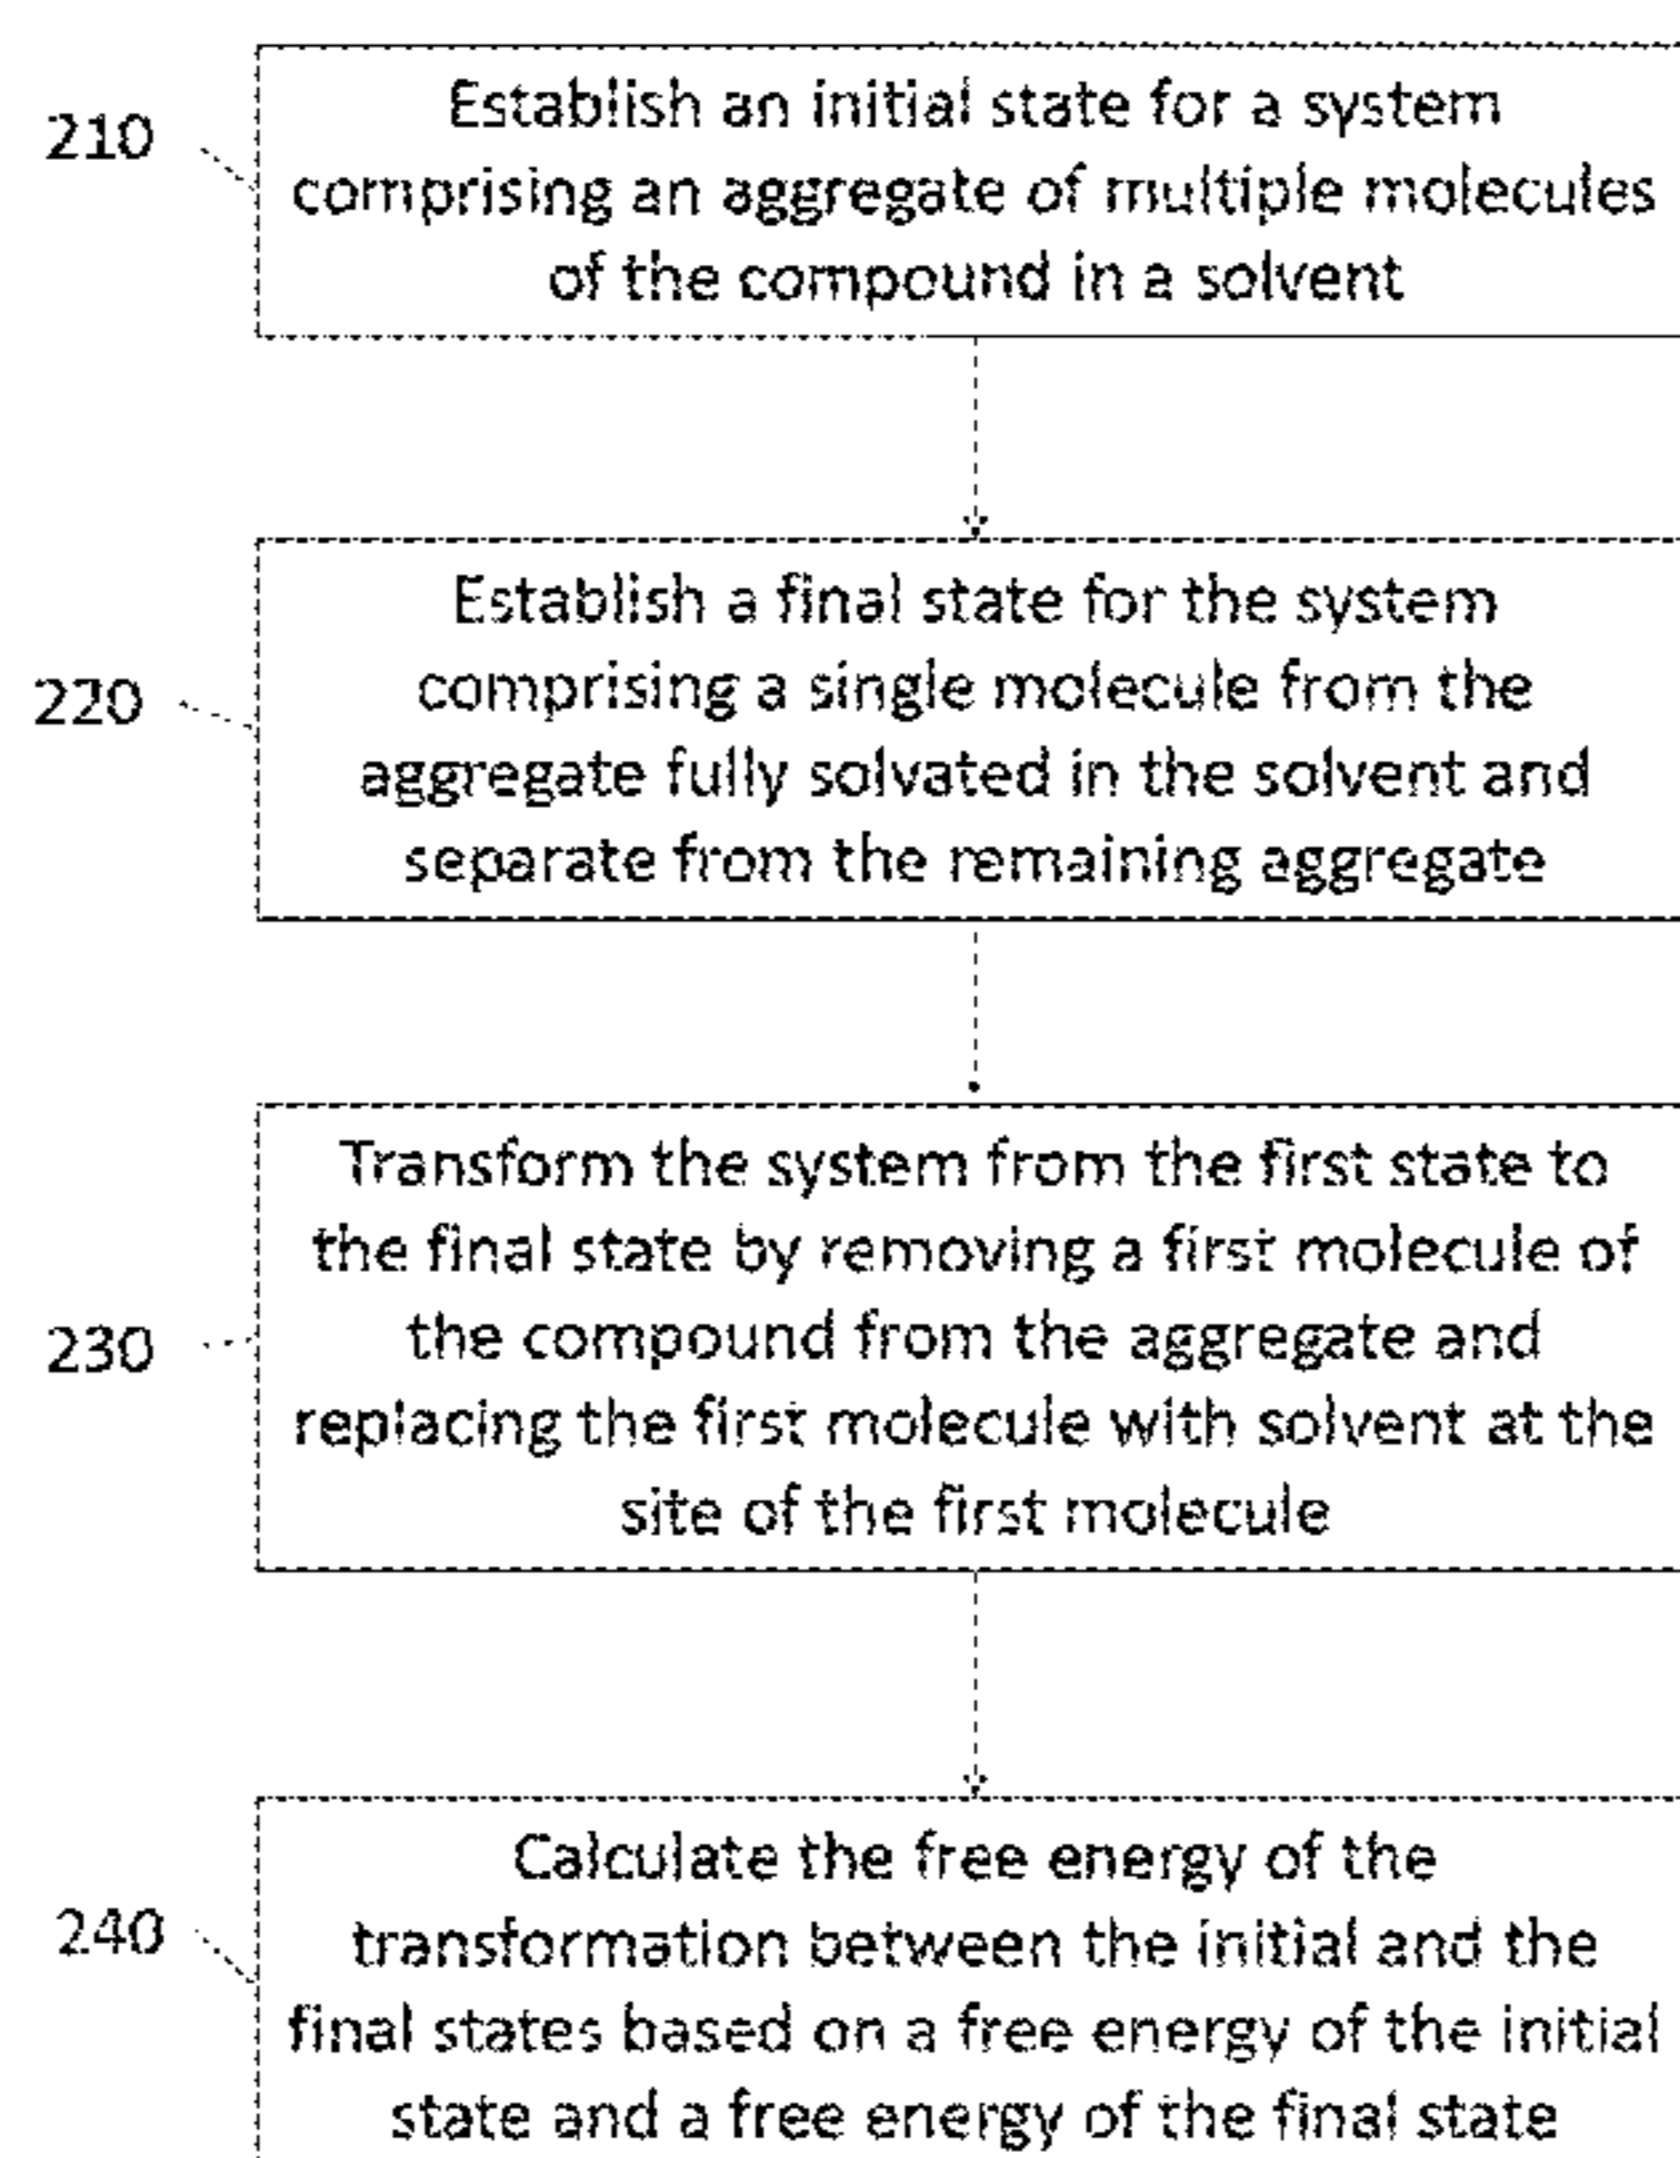 210
Establish an initial state for a system
comprising an aggregate of multiple molecules
of the compound in a solvent
220
Establish a final state for the system
comprising a single molecule from the
aggregate fully solvated in the solvent and
separate from the remaining aggregate
230
Transform the system from the first state to
the final state by removing a first molecule of
the compound from the aggregate and
replacing the first molecule with solvent at the
site of the first molecule
240
Calculate the free energy of the
transformation between the initial and the
final states based on a free energy of the initial
state and a free energy of the final state